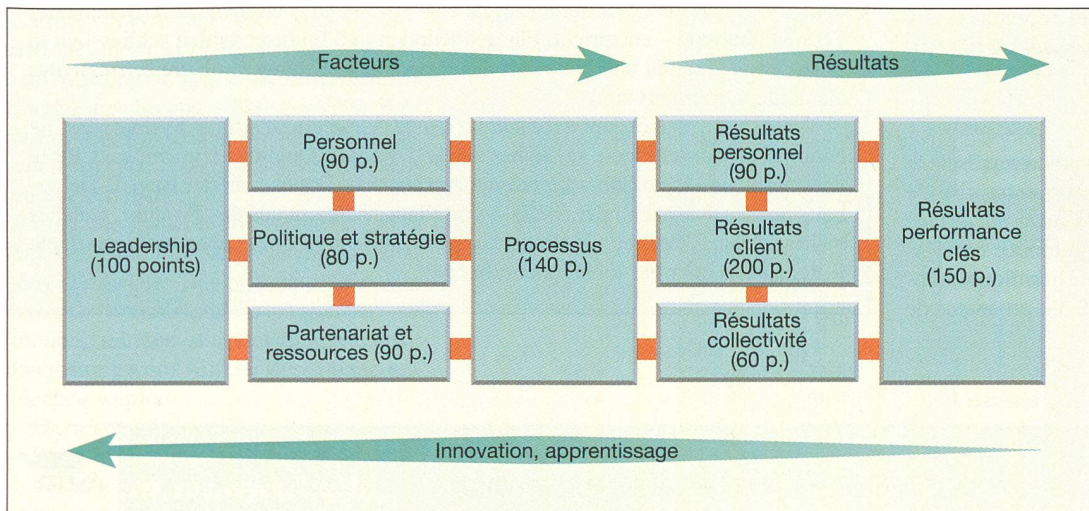 Facteurs
Résultats
Leadership
(100 points)
Personnel
(90 p.)
Politique et stratégie
(80 p.)
Partenariat et
ressources (90 p.)
Processus
(140 p.)
Résultats
personnel
(90 p.)
Résultats
client
(200 p.)
Résultats
collectivité
(60 p.)
Résultats
performance
clés
(150 p.)
Innovation, apprentissage